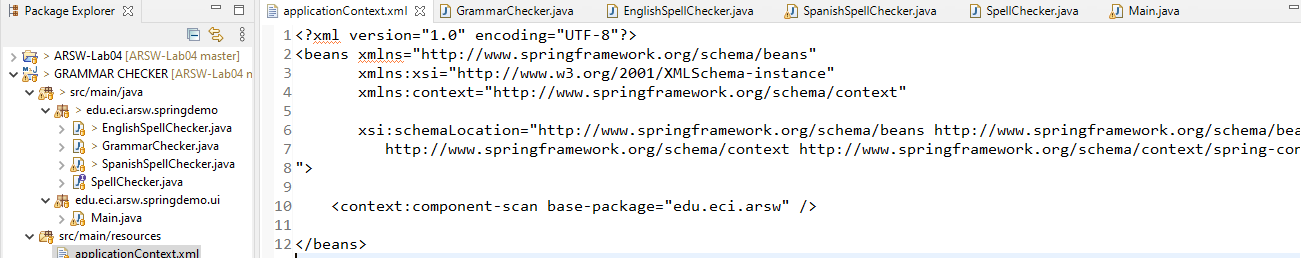 Package Explorer
> ARSW-Lab04 [ARSW-Lab04 master]
> GRAMMAR CHECKER [ARSW-Lab04 n
> src/main/java
> edu.eci.arsw.springdemo
> EnglishSpellChecker.java
> GrammarChecker.java
> SpanishSpellChecker.java
SpellChecker.java
edu.eci.arsw.springdemo.ui
Main.java
src/main/resources
applicationContext.xml
applicationContext.xml GrammarChecker.java EnglishSpellChecker.java SpanishSpellChecker.java SpellChecker.java Main.java
1 <?xml version="1.0" encoding="UTF-8"?>
2 <beans xmlns="http://www.springframework.org/schema/beans"
3 xmlns:xsi="http://www.w3.org/2001/XMLSchema-instance"
4 xmlns:context="http://www.springframework.org/schema/context"
5
6 xsi:schemaLocation="http://www.springframework.org/schema/beans http://www.springframework.org/schema/bea
7 http://www.springframework.org/schema/context http://www.springframework.org/schema/context/spring-con
8 ">
9
10 <context:component-scan base-package="edu.eci.arsw" />
11
12 </beans>